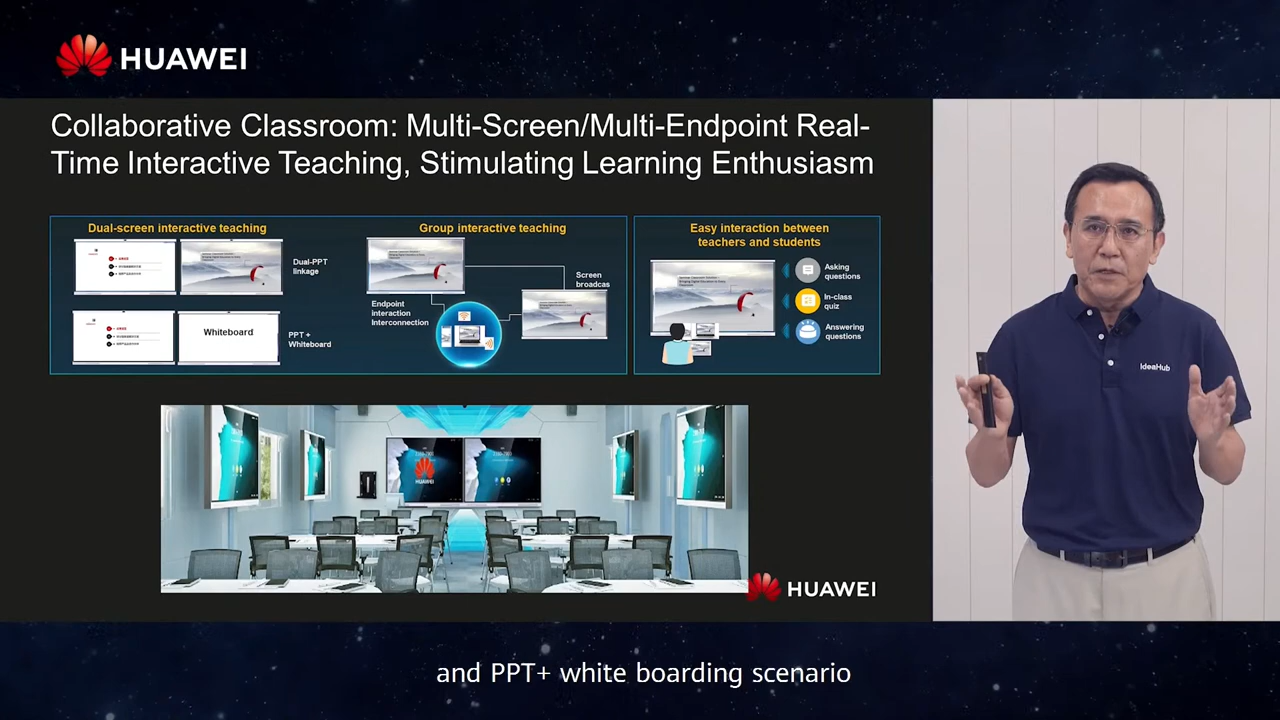 HUAWEI
Collaborative Classroom: Multi-Screen/Multi-Endpoint Real-
Time Interactive Teaching, Stimulating Learning Enthusiasm
Dual-screen interactive teaching
Dual-PPT
linkage
Whiteboard
PPT +
Whiteboard
Group interactive teaching
Endpoint
interaction
Interconnection
Screen
broadcas
Easy interaction between
teachers and students
Asking
questions
In-class
quiz
Answering
questions
HUAWEI
HUAWEI
IdeaHub
and PPT+ white boarding scenario